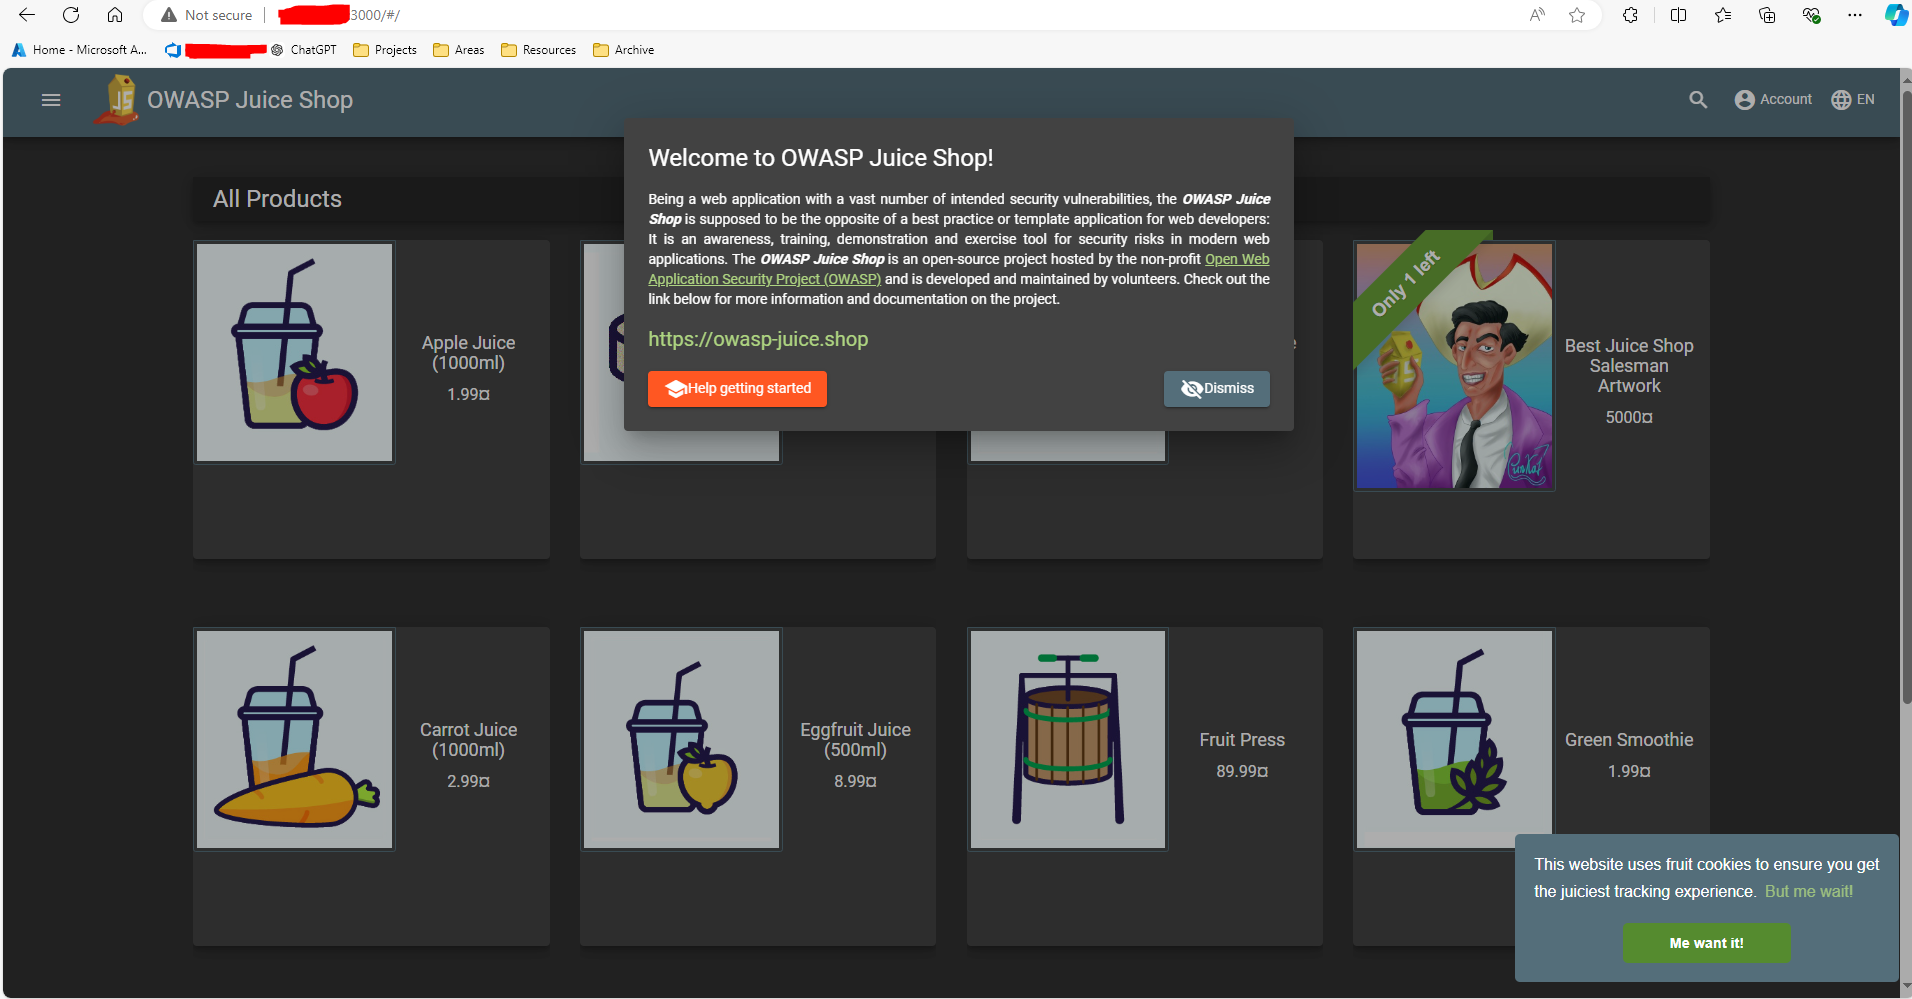 Not secure
3000/#/
Home - Microsoft A...
ChatGPT
Projects
Areas
Resources
Archive
JS
OWASP Juice Shop
Account
EN
Welcome to OWASP Juice Shop!
Being a web application with a vast number of intended security vulnerabilities, the OWASP Juice
Shop is supposed to be the opposite of a best practice or template application for web developers:
It is an awareness, training, demonstration and exercise tool for security risks in modern web
applications. The OWASP Juice Shop is an open-source project hosted by the non-profit Open Web
Application Security Project (OWASP) and is developed and maintained by volunteers. Check out the
link below for more information and documentation on the project.
https://owasp-juice.shop
Help getting started
Dismiss
All Products
Apple Juice
(1000ml)
1.99¤
Only 1 left
Best Juice Shop
Salesman
Artwork
5000¤
Carrot Juice
(1000ml)
2.99¤
Eggfruit Juice
(500ml)
8.99¤
Fruit Press
89.99¤
Green Smoothie
1.99¤
This website uses fruit cookies to ensure you get
the juiciest tracking experience. But me wait!
Me want it!